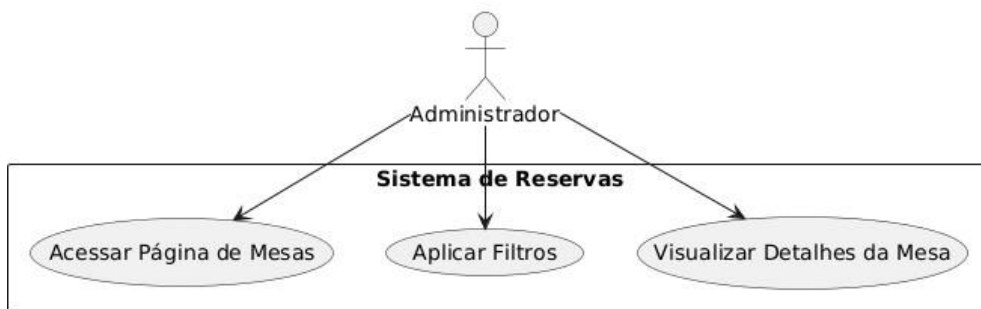 Administrador
Sistema de Reservas
Acessar Página de Mesas
Aplicar Filtros
Visualizar Detalhes da Mesa